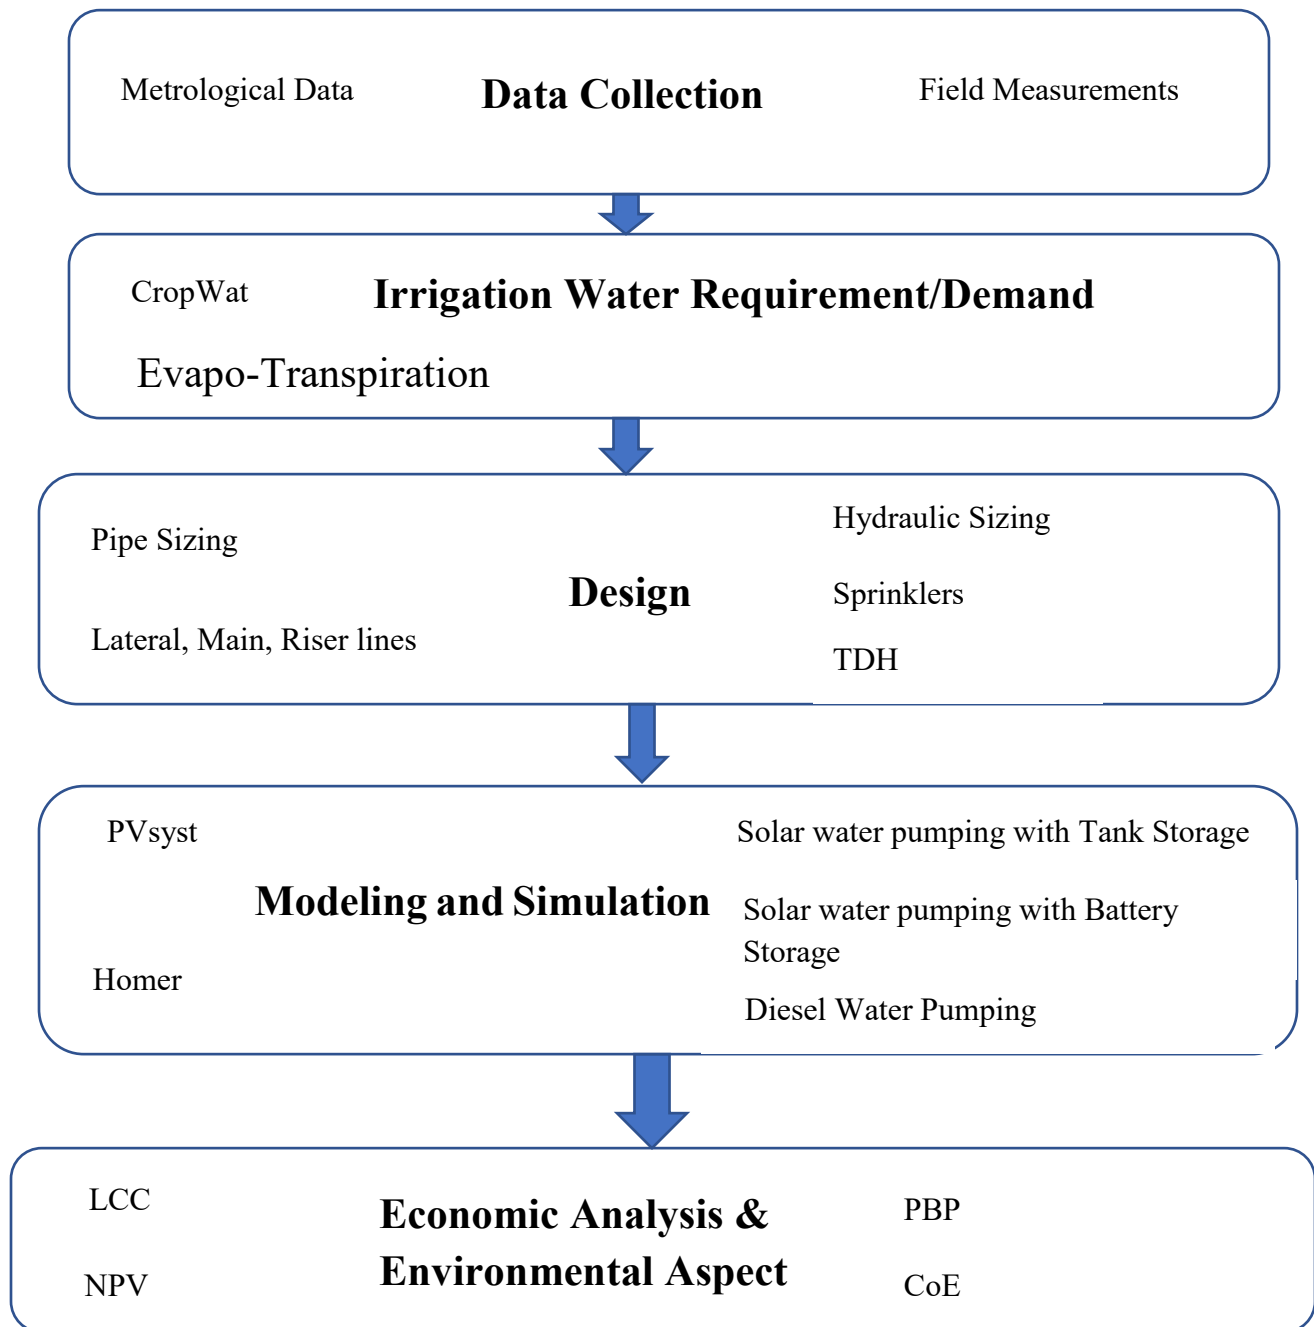 Metrological Data
Data Collection
Field Measurements
CropWat
Irrigation Water Requirement/Demand
Evapo-Transpiration
Pipe Sizing
Lateral, Main, Riser lines
Design
Hydraulic Sizing
Sprinklers
TDH
PVsyst
Homer
Modeling and Simulation
Solar water pumping with Tank Storage
Solar water pumping with Battery
Storage
Diesel Water Pumping
LCC
NPV
Economic Analysis &
Environmental Aspect
PBP
CoE